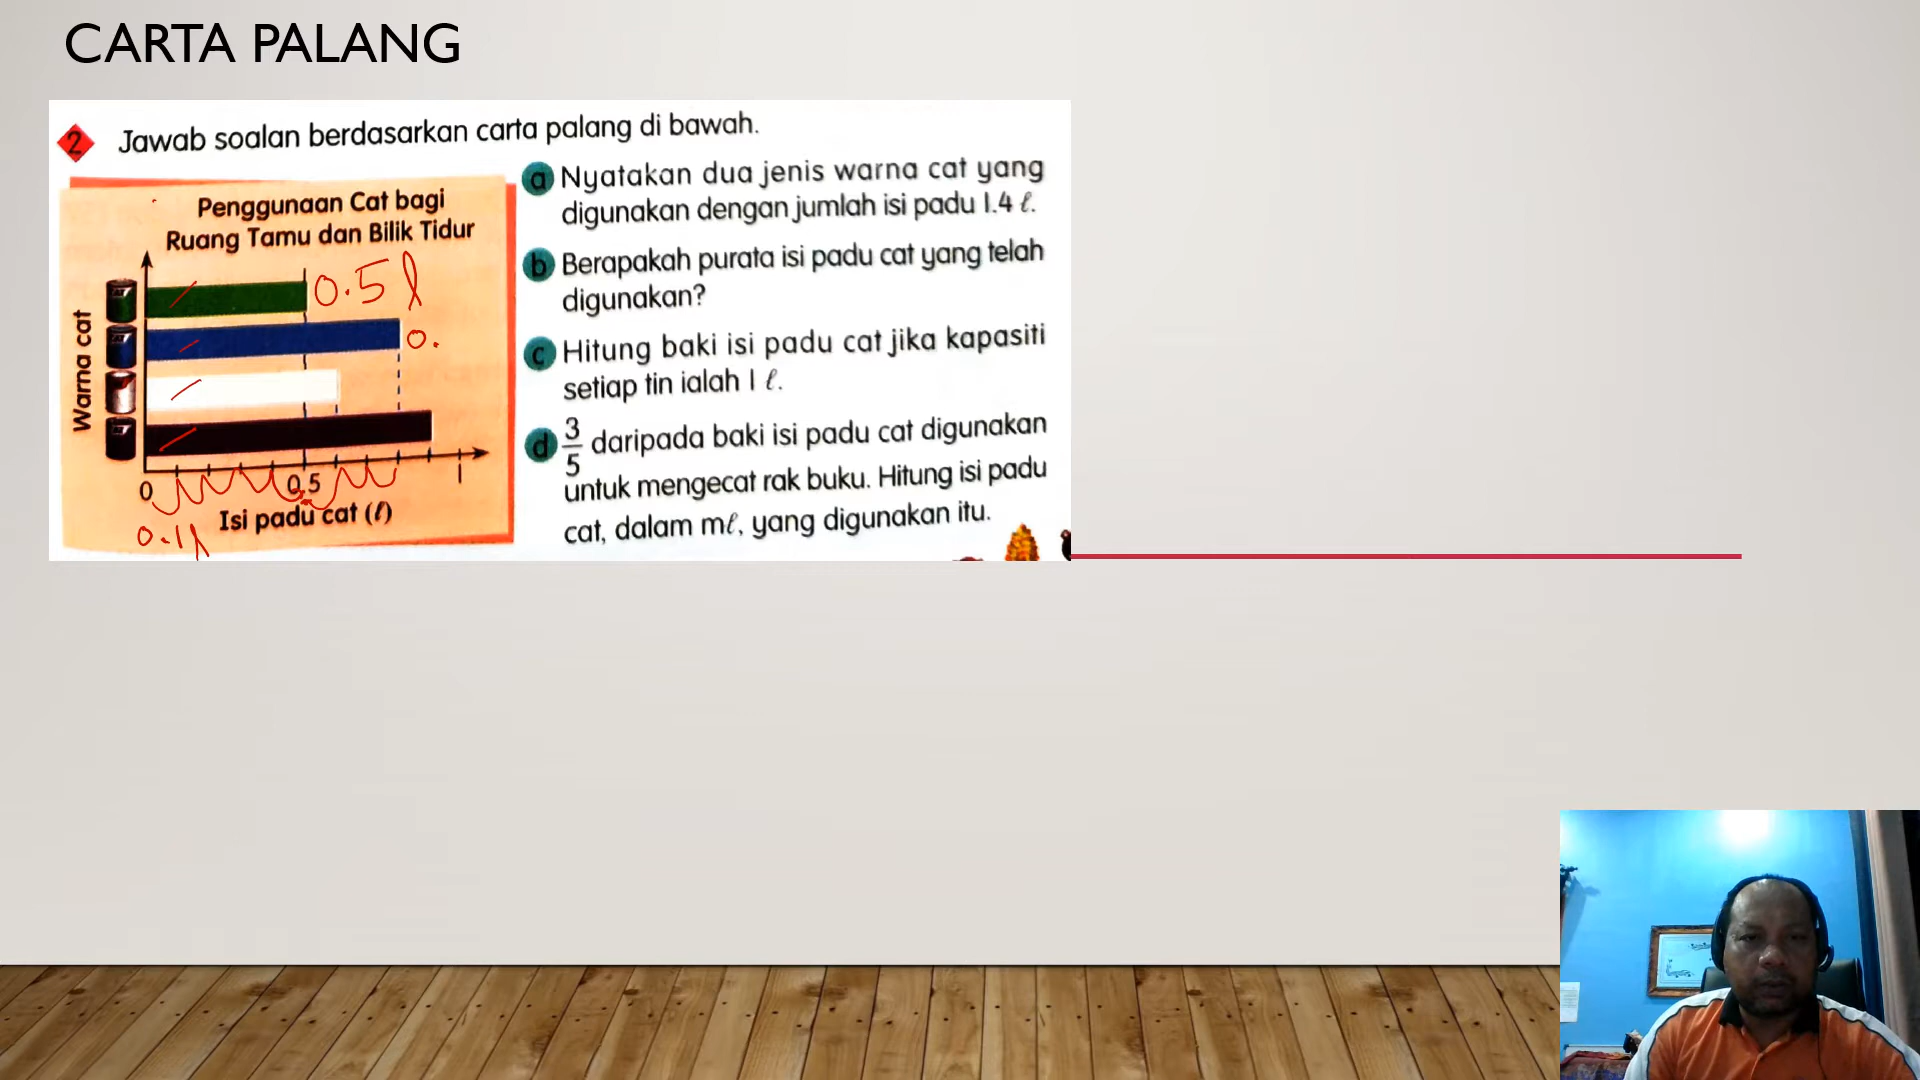 CARTA PALANG
2 Jawab soalan berdasarkan carta palang di bawah.
Penggunaan Cat bagi
Ruang Tamu dan Bilik Tidur
0.5 l
0.
Warna cat
0 0.5 1
Isi padu cat (ℓ)
0.1 l
a Nyatakan dua jenis warna cat yang
digunakan dengan jumlah isi padu 1.4 ℓ.
b Berapakah purata isi padu cat yang telah
digunakan?
c Hitung baki isi padu cat jika kapasiti
setiap tin ialah 1 ℓ.
d 3/5 daripada baki isi padu cat digunakan
untuk mengecat rak buku. Hitung isi padu
cat, dalam mℓ, yang digunakan itu.